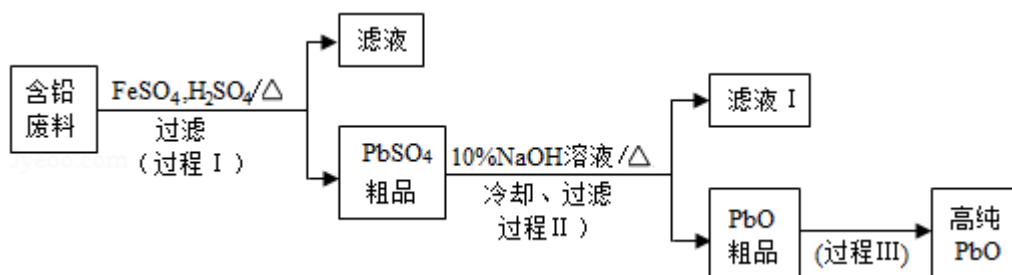 含铅
废料
FeSO₄,H₂SO₄/△
过滤
（过程Ⅰ）
滤液
PbSO₄
粗品
10%NaOH溶液/△
冷却、过滤
过程Ⅱ）
滤液Ⅰ
PbO
粗品
(过程III)
高纯
PbO